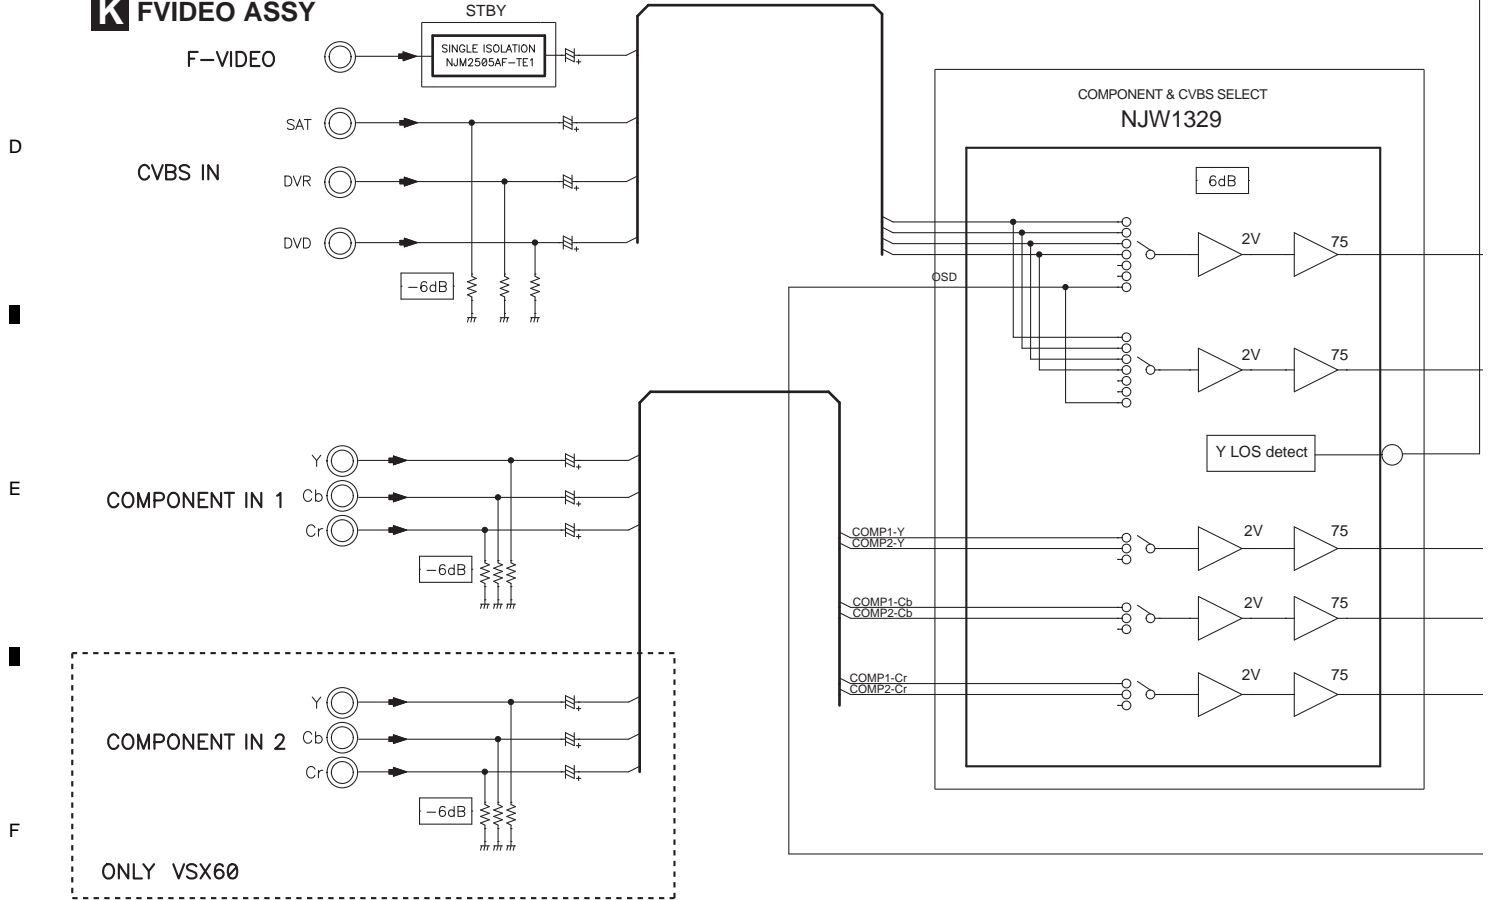 K FVIDEO ASSY
STBY
F-VIDEO
SINGLE ISOLATION
NJM2505AF-TE1
COMPONENT & CVBS SELECT
NJW1329
SAT
D
CVBS IN
DVR
6dB
DVD
2V
75
-6dB
OSD
2V
75
Y LOS detect
Y
E
COMPONENT IN 1
Cb
Cr
COMP1-Y
COMP2-Y
2V
75
-6dB
COMP1-Cb
COMP2-Cb
2V
75
COMP1-Cr
COMP2-Cr
2V
75
Y
COMPONENT IN 2
Cb
Cr
-6dB
F
ONLY VSX60